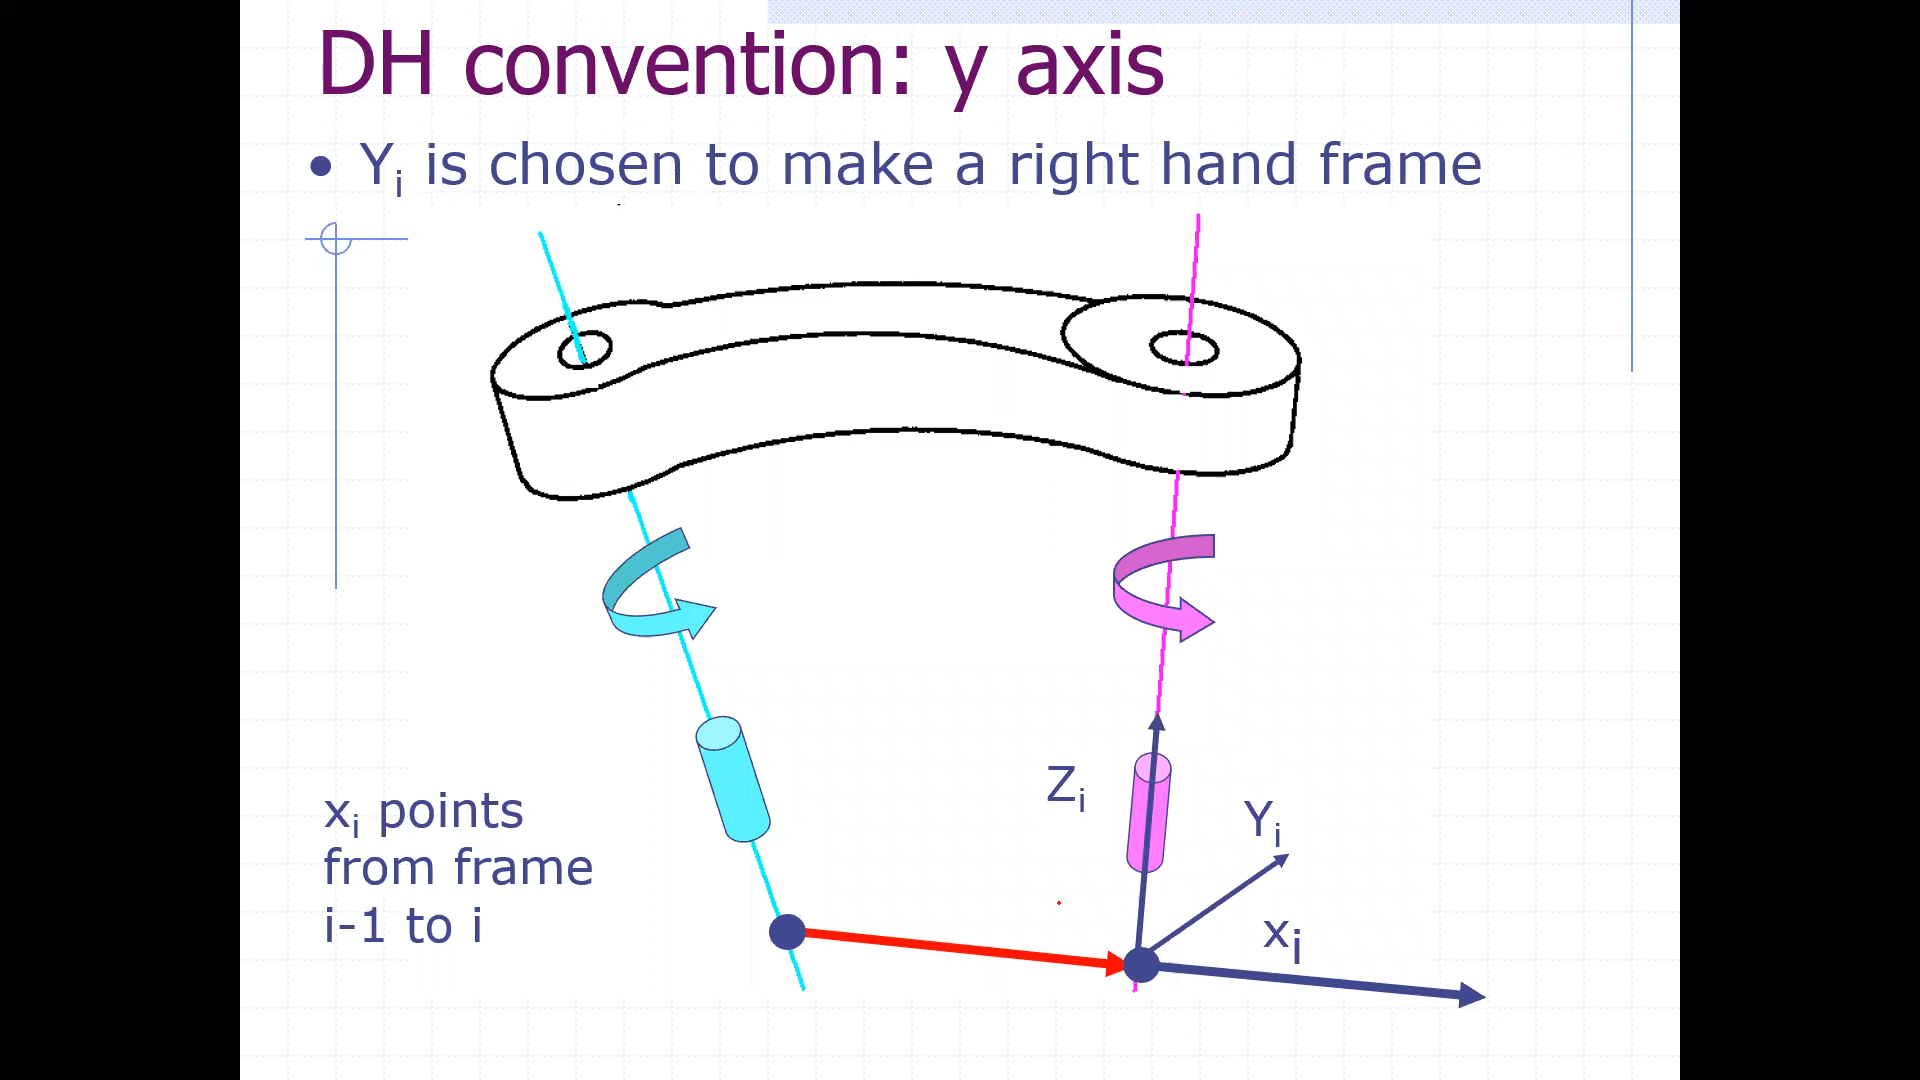 DH convention: y axis
• Yi is chosen to make a right hand frame
Zi
Yi
xi points
from frame
i-1 to i
xi